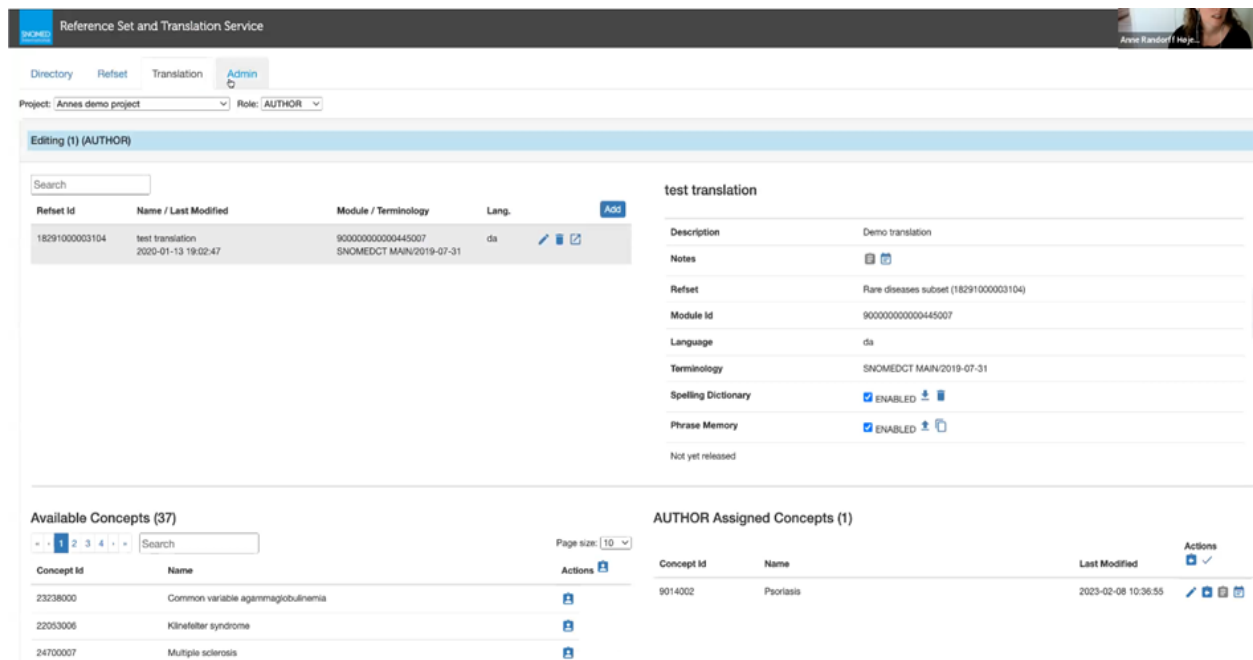 SNOMED
Reference Set and Translation Service
Anne Randorff Høje...
Directory Refset Translation Admin
Project: Annes demo project Role: AUTHOR
Editing (1) (AUTHOR)
Search
Refset Id Name / Last Modified Module / Terminology Lang. Add
18291000003104 test translation 900000000000445007 da
2020-01-13 19:02:47 SNOMEDCT MAIN/2019-07-31
test translation
Description Demo translation
Notes
Refset Rare diseases subset (18291000003104)
Module Id 900000000000445007
Language da
Terminology SNOMEDCT MAIN/2019-07-31
Spelling Dictionary ENABLED
Phrase Memory ENABLED
Not yet released
Available Concepts (37)
« ‹ 1 2 3 4 › » Search Page size: 10
Concept Id Name Actions
23238000 Common variable agammaglobulinemia
22053006 Klinefelter syndrome
24700007 Multiple sclerosis
AUTHOR Assigned Concepts (1)
Concept Id Name Last Modified Actions
9014002 Psoriasis 2023-02-08 10:36:55